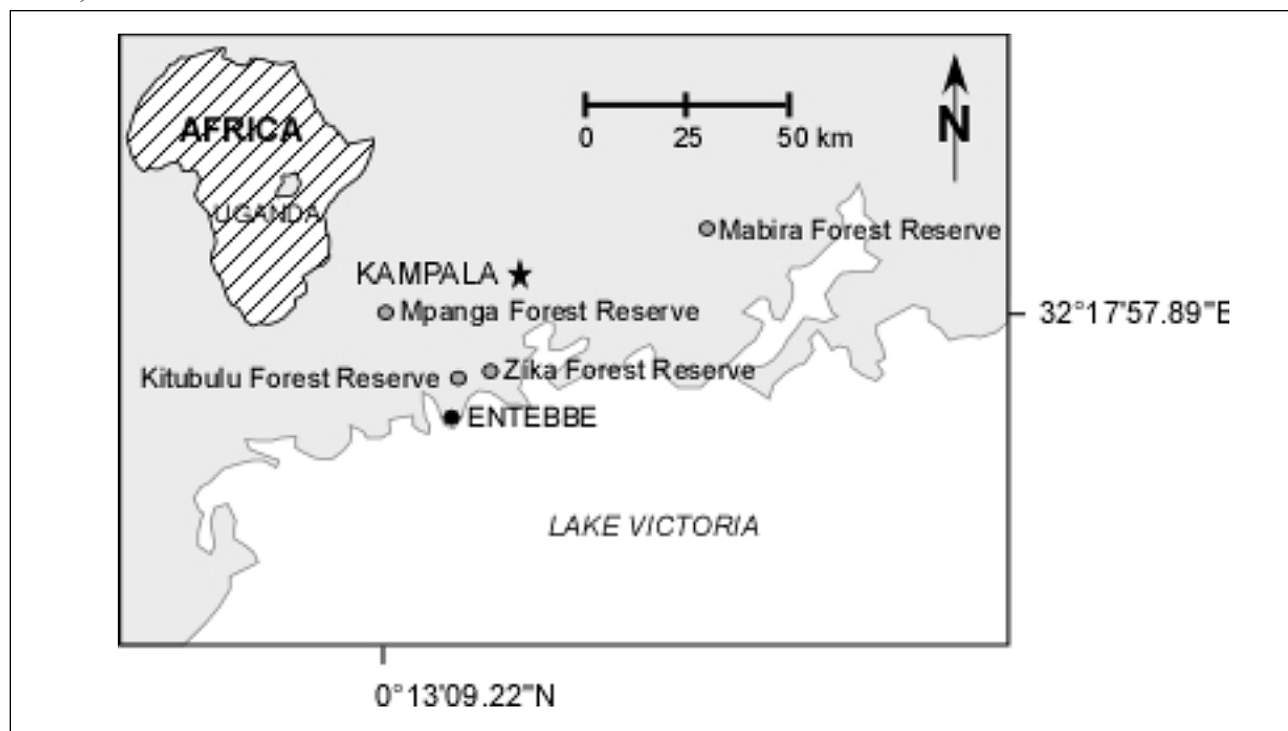 AFRICA
UGANDA
0 25 50 km
N
Mabira Forest Reserve
KAMPALA
Mpanga Forest Reserve
32°17'57.89"E
Zika Forest Reserve
Kitubulu Forest Reserve
ENTEBBE
LAKE VICTORIA
0°13'09.22"N